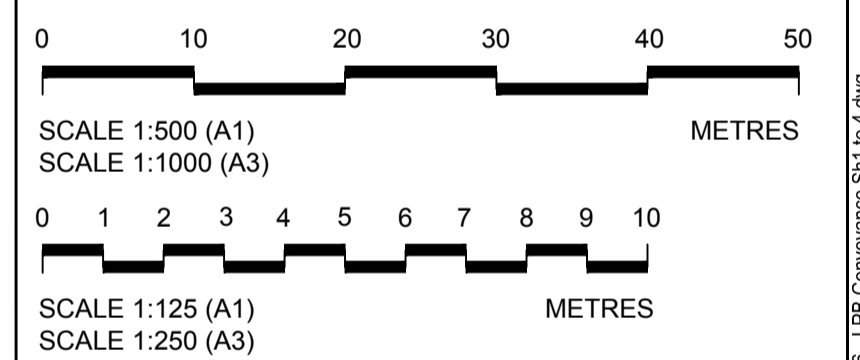 0 10 20 30 40 50
SCALE 1:500 (A1) METRES
SCALE 1:1000 (A3)
0 1 2 3 4 5 6 7 8 9 10
SCALE 1:125 (A1) METRES
SCALE 1:250 (A3)